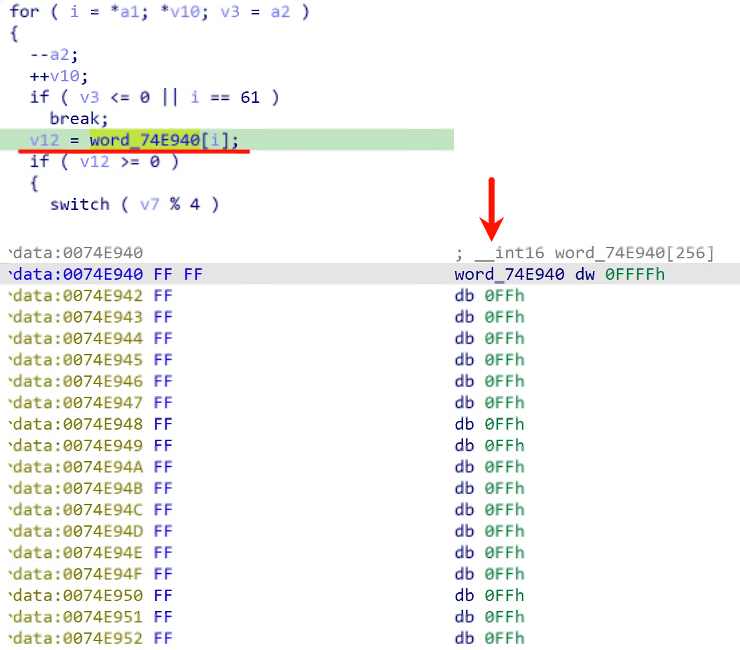 for ( i = *a1; *v10; v3 = a2 )
{
--a2;
++v10;
if ( v3 <= 0 || i == 61 )
break;
v12 = word_74E940[i];
if ( v12 >= 0 )
{
switch ( v7 % 4 )
data:0074E940 ; __int16 word_74E940[256]
data:0074E940 FF FF word_74E940 dw 0FFFFh
data:0074E942 FF db 0FFh
data:0074E943 FF db 0FFh
data:0074E944 FF db 0FFh
data:0074E945 FF db 0FFh
data:0074E946 FF db 0FFh
data:0074E947 FF db 0FFh
data:0074E948 FF db 0FFh
data:0074E949 FF db 0FFh
data:0074E94A FF db 0FFh
data:0074E94B FF db 0FFh
data:0074E94C FF db 0FFh
data:0074E94D FF db 0FFh
data:0074E94E FF db 0FFh
data:0074E94F FF db 0FFh
data:0074E950 FF db 0FFh
data:0074E951 FF db 0FFh
data:0074E952 FF db 0FFh